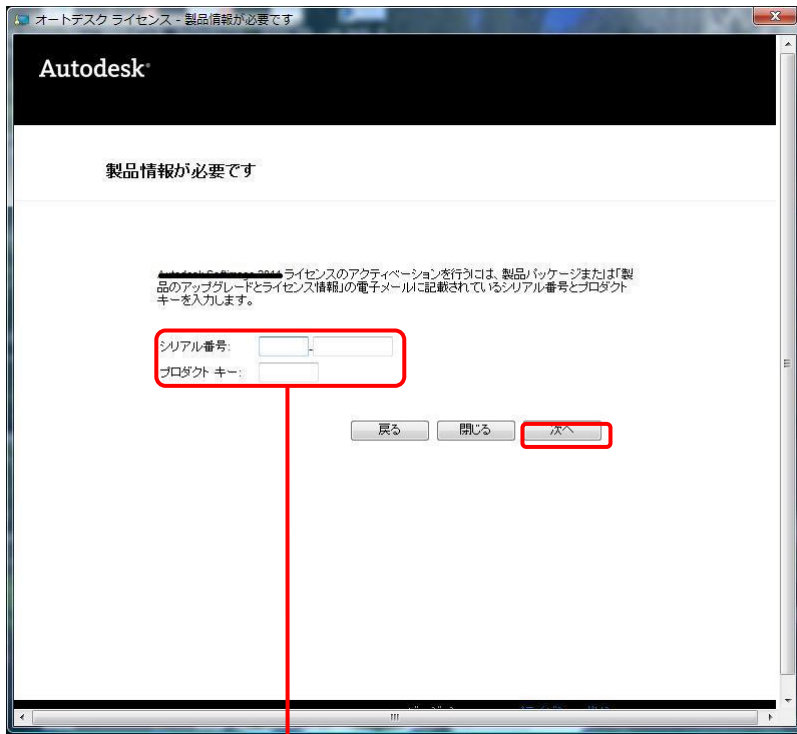 オートデスク ライセンス - 製品情報が必要です
Autodesk
製品情報が必要です
ライセンスのアクティベーションを行うには、製品パッケージまたは「製
品のアップグレードとライセンス情報」の電子メールに記載されているシリアル番号とプロダクト
キーを入力します。
シリアル番号:
-
プロダクト キー:
戻る 閉じる 次へ